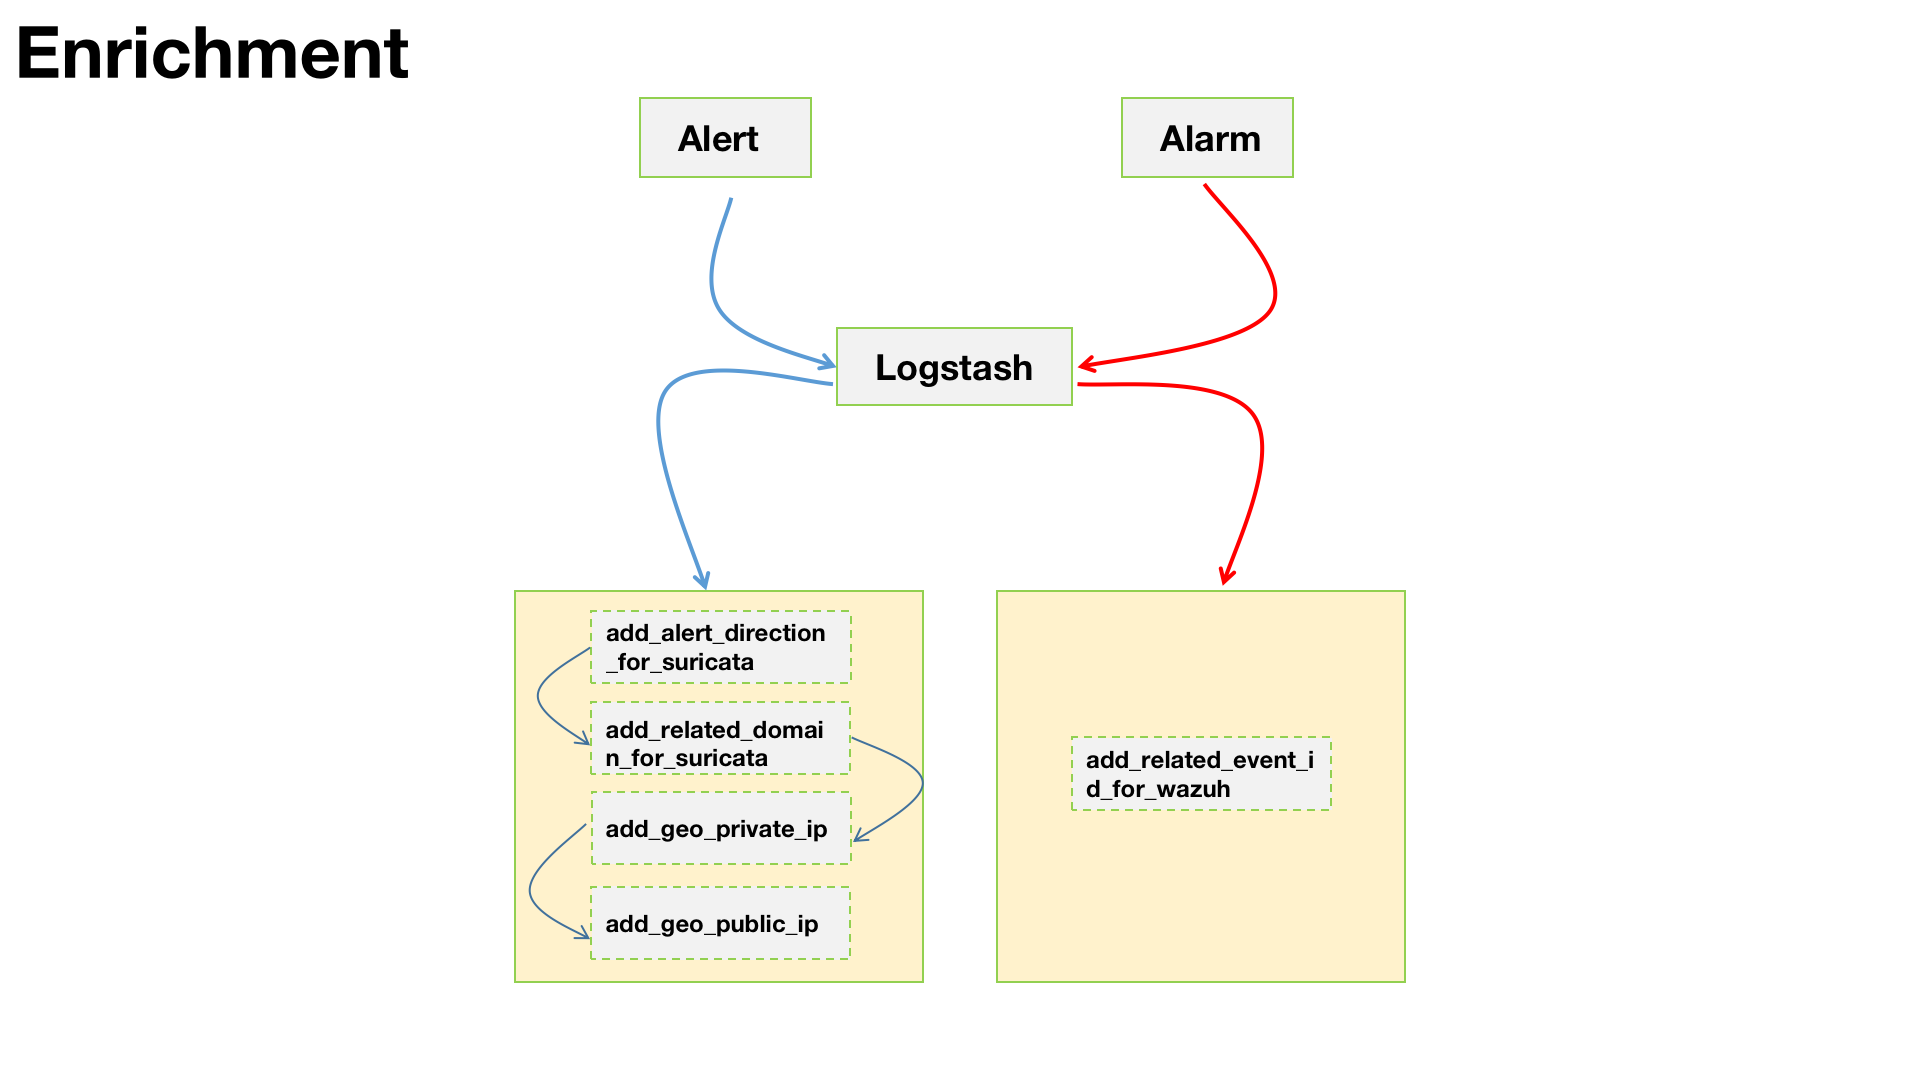 Enrichment
Alert
Alarm
Logstash
add_alert_direction
_for_suricata
add_related_domai
n_for_suricata
add_geo_private_ip
add_geo_public_ip
add_related_event_i
d_for_wazuh